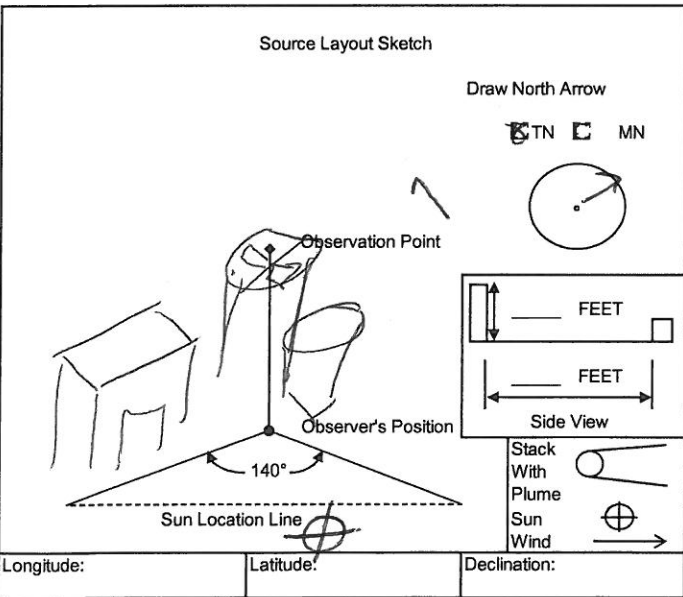 Source Layout Sketch
Draw North Arrow
TN MN
Observation Point
FEET
FEET
Side View
Observer's Position
140°
Sun Location Line
Stack
With
Plume
Sun
Wind
Longitude:
Latitude:
Declination: